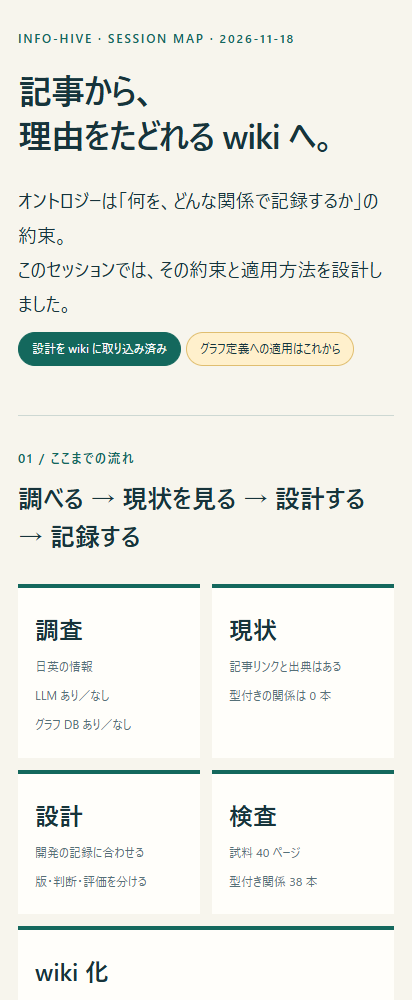 INFO-HIVE · SESSION MAP · 2026-11-18
記事から、
理由をたどれる wiki へ。
オントロジーは「何を、どんな関係で記録するか」の
約束。
このセッションでは、その約束と適用方法を設計し
ました。
設計を wiki に取り込み済み
グラフ定義への適用はこれから
01 / ここまでの流れ
調べる → 現状を見る → 設計する
→ 記録する
調査
日英の情報
LLM あり／なし
グラフ DB あり／なし
現状
記事リンクと出典はある
型付きの関係は 0 本
設計
開発の記録に合わせる
版・判断・評価を分ける
検査
試料 40 ページ
型付き関係 38 本
wiki 化